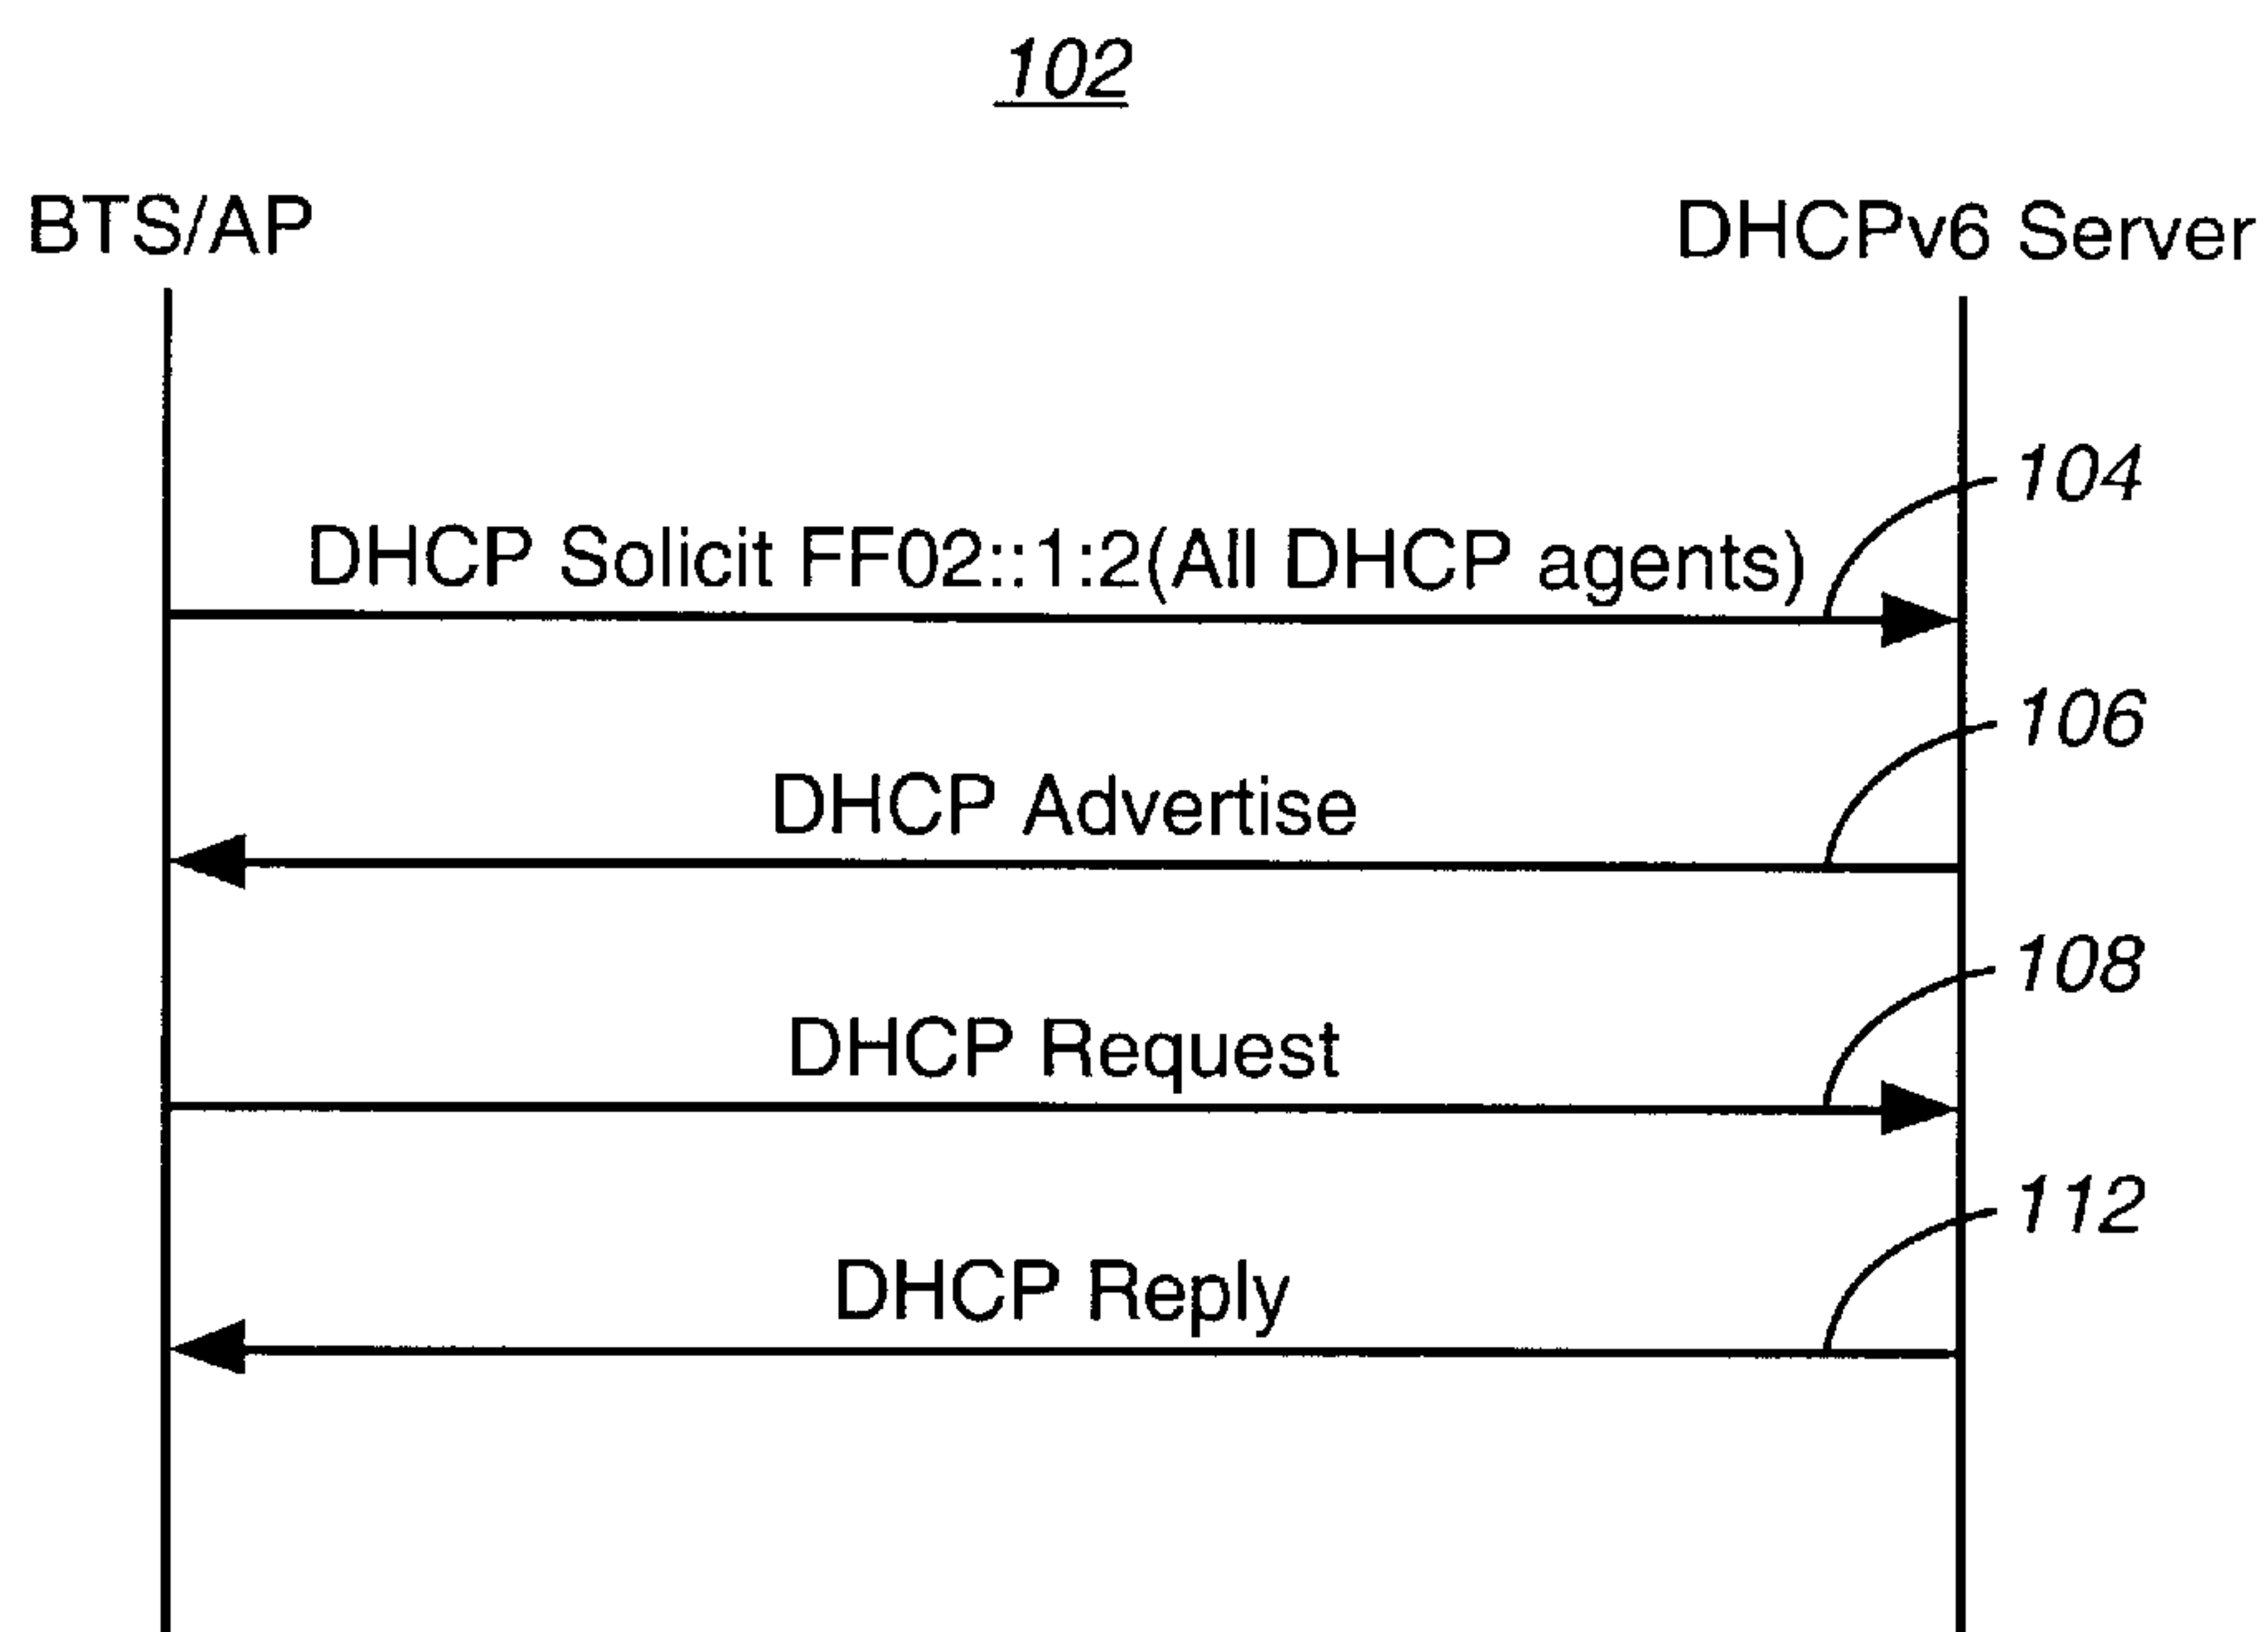 102
BTS/AP
DHCPv6 Server
104
DHCP Solicit FF02::1:2(All DHCP agents)
106
DHCP Advertise
108
DHCP Request
112
DHCP Reply